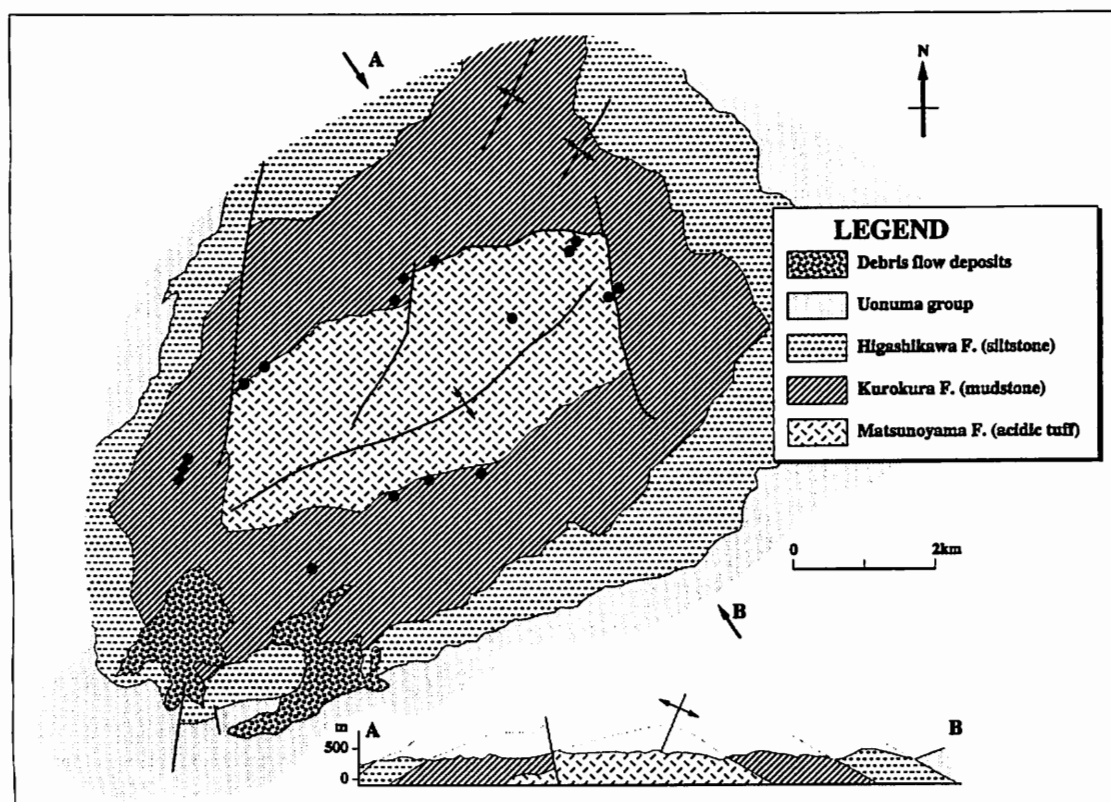 A
N
LEGEND
Debris flow deposits
Uonuma group
Higashikawa F. (siltstone)
Kurokura F. (mudstone)
Matsunoyama F. (acidic tuff)
0 2km
B
m A B
500
0